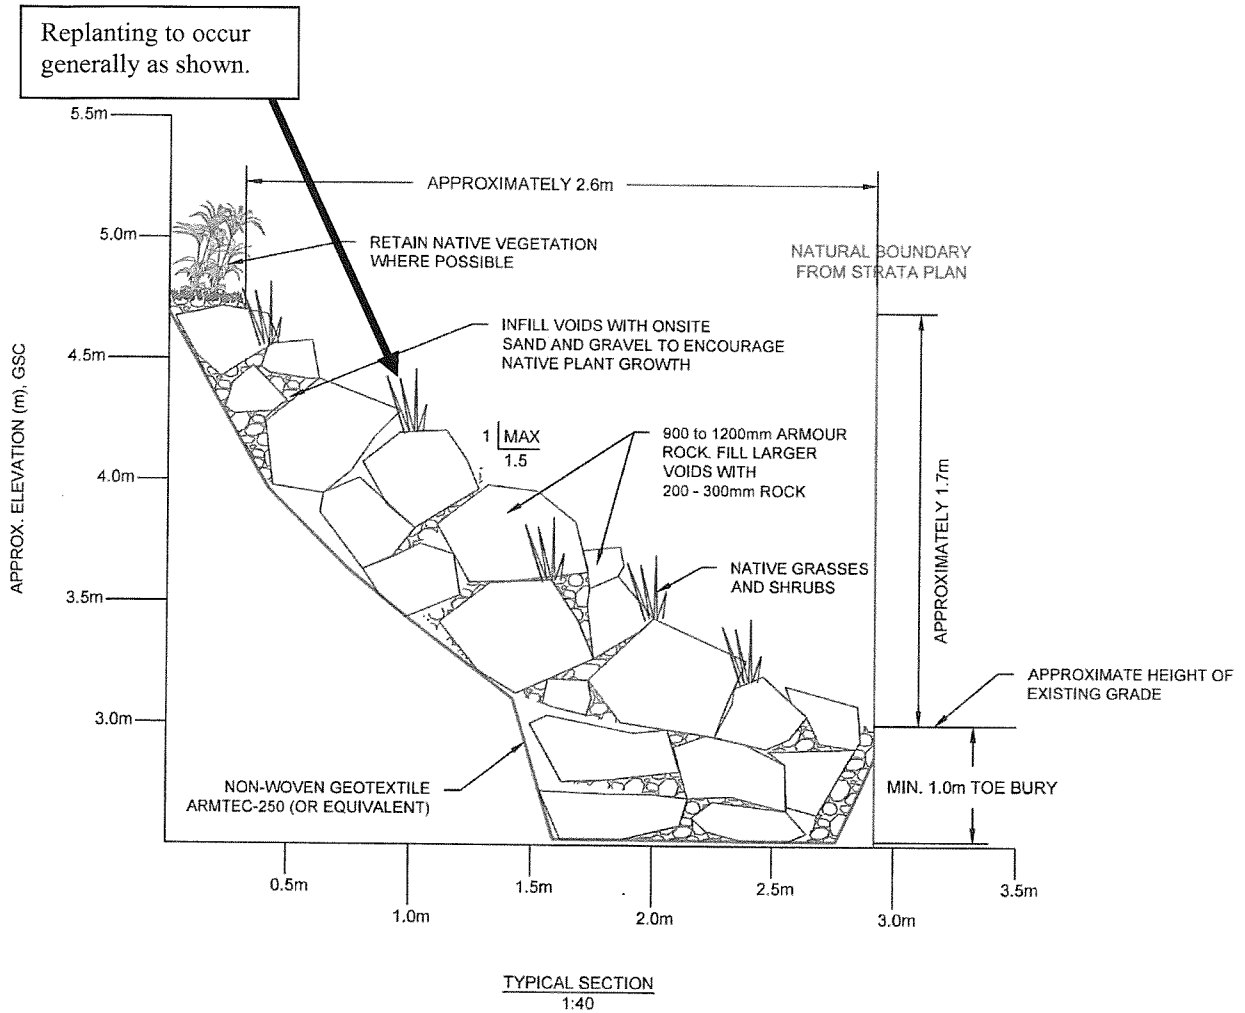 Replanting to occur
generally as shown.
5.5m
APPROXIMATELY 2.6m
5.0m
RETAIN NATIVE VEGETATION
WHERE POSSIBLE
NATURAL BOUNDARY
FROM STRATA PLAN
INFILL VOIDS WITH ONSITE
SAND AND GRAVEL TO ENCOURAGE
NATIVE PLANT GROWTH
4.5m
APPROX. ELEVATION (m), GSC
1 MAX
1.5
900 to 1200mm ARMOUR
ROCK. FILL LARGER
VOIDS WITH
200 - 300mm ROCK
4.0m
APPROXIMATELY 1.7m
NATIVE GRASSES
AND SHRUBS
3.5m
APPROXIMATE HEIGHT OF
EXISTING GRADE
3.0m
NON-WOVEN GEOTEXTILE
ARMTEC-250 (OR EQUIVALENT)
MIN. 1.0m TOE BURY
0.5m
1.0m
1.5m
2.0m
2.5m
3.0m
3.5m
TYPICAL SECTION
1:40